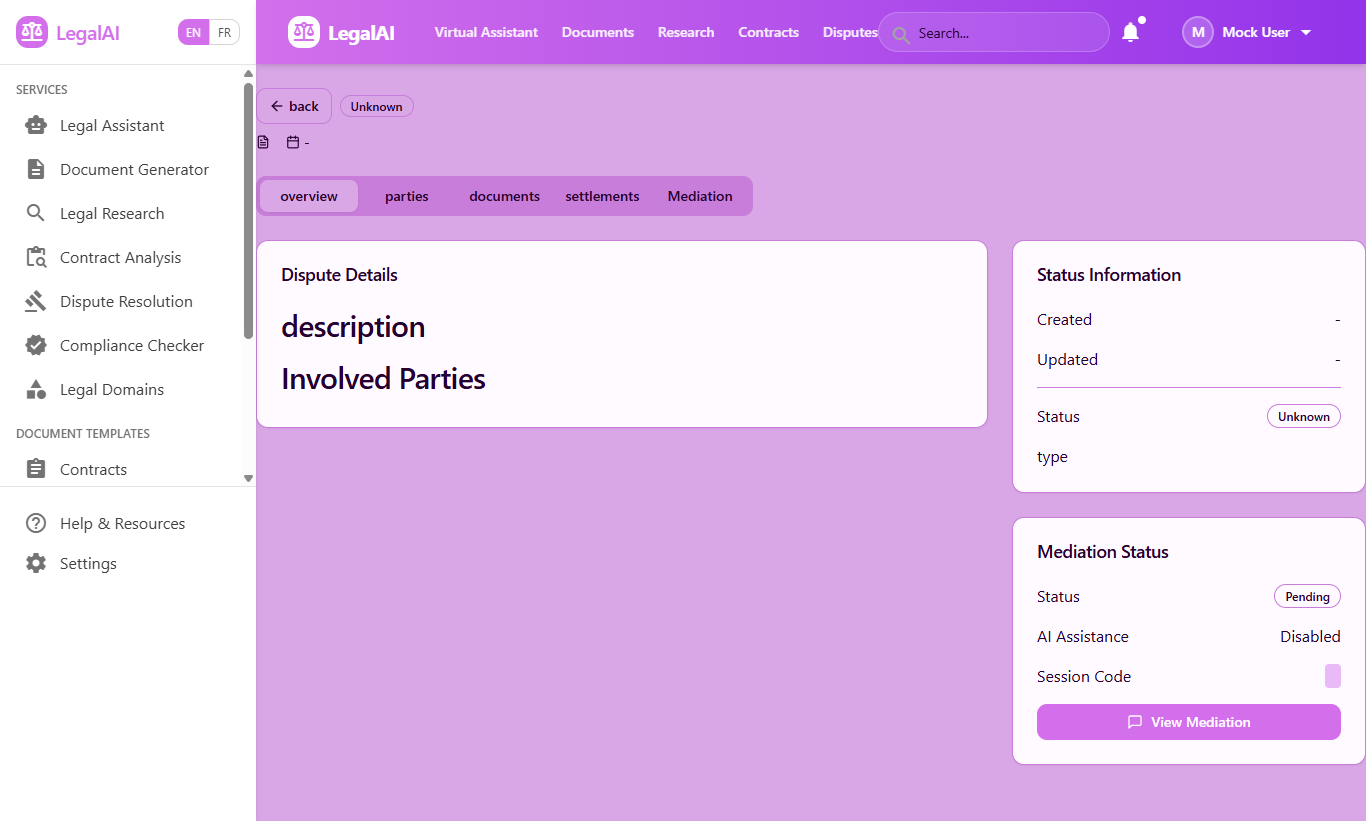 LegalAI
EN FR
LegalAI
Virtual Assistant Documents Research Contracts Disputes
Search...
M Mock User
SERVICES
Legal Assistant
Document Generator
Legal Research
Contract Analysis
Dispute Resolution
Compliance Checker
Legal Domains
DOCUMENT TEMPLATES
Contracts
Help & Resources
Settings
back Unknown
-
overview parties documents settlements Mediation
Dispute Details
description
Involved Parties
Status Information
Created -
Updated -
Status Unknown
type
Mediation Status
Status Pending
AI Assistance Disabled
Session Code
View Mediation